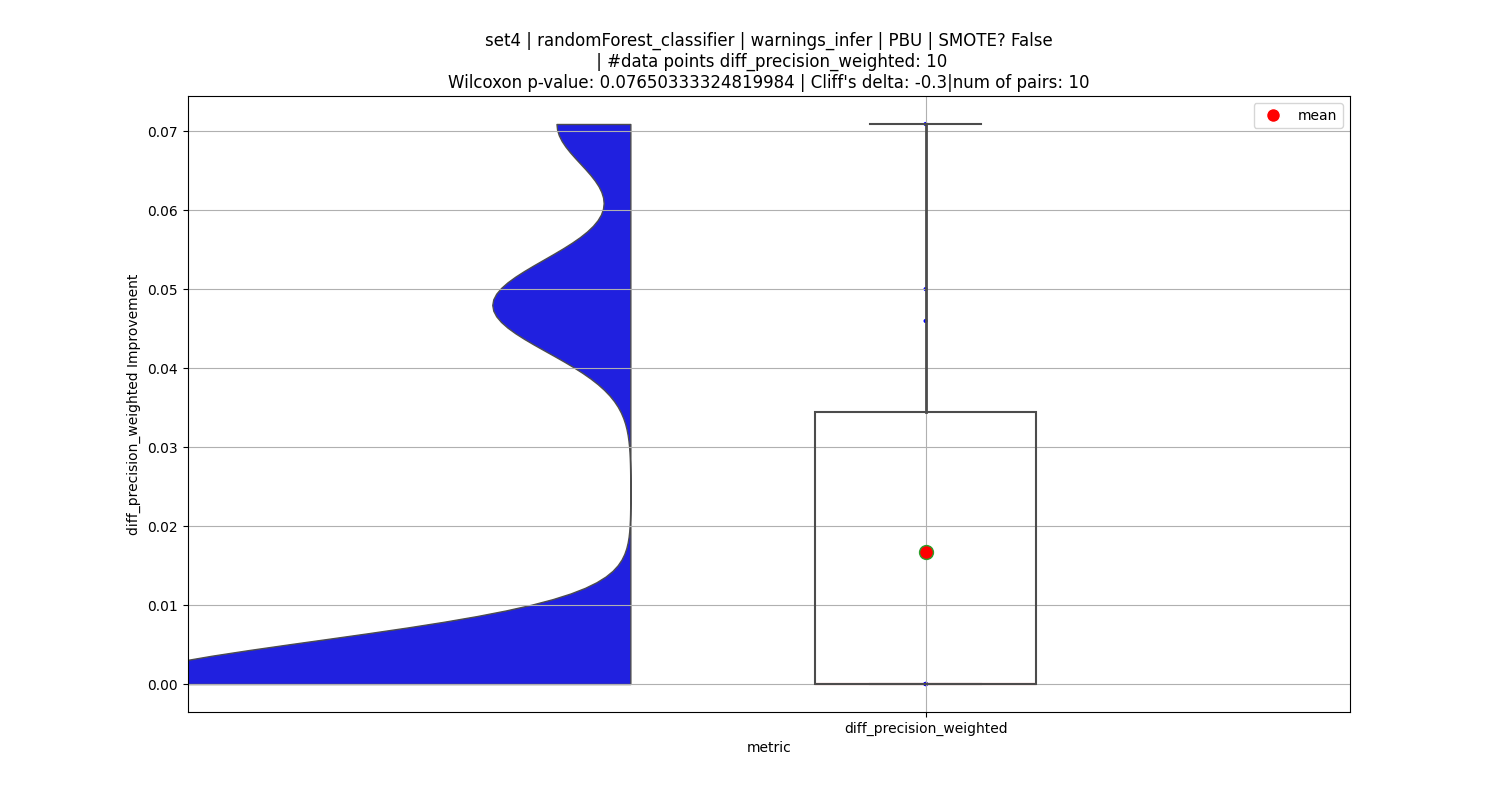 set4 | randomForest_classifier | warnings_infer | PBU | SMOTE? False
| #data points diff_precision_weighted: 10
Wilcoxon p-value: 0.07650333324819984 | Cliff's delta: -0.3|num of pairs: 10
mean
0.07
0.06
0.05
0.04
0.03
0.02
0.01
0.00
diff_precision_weighted Improvement
diff_precision_weighted
metric